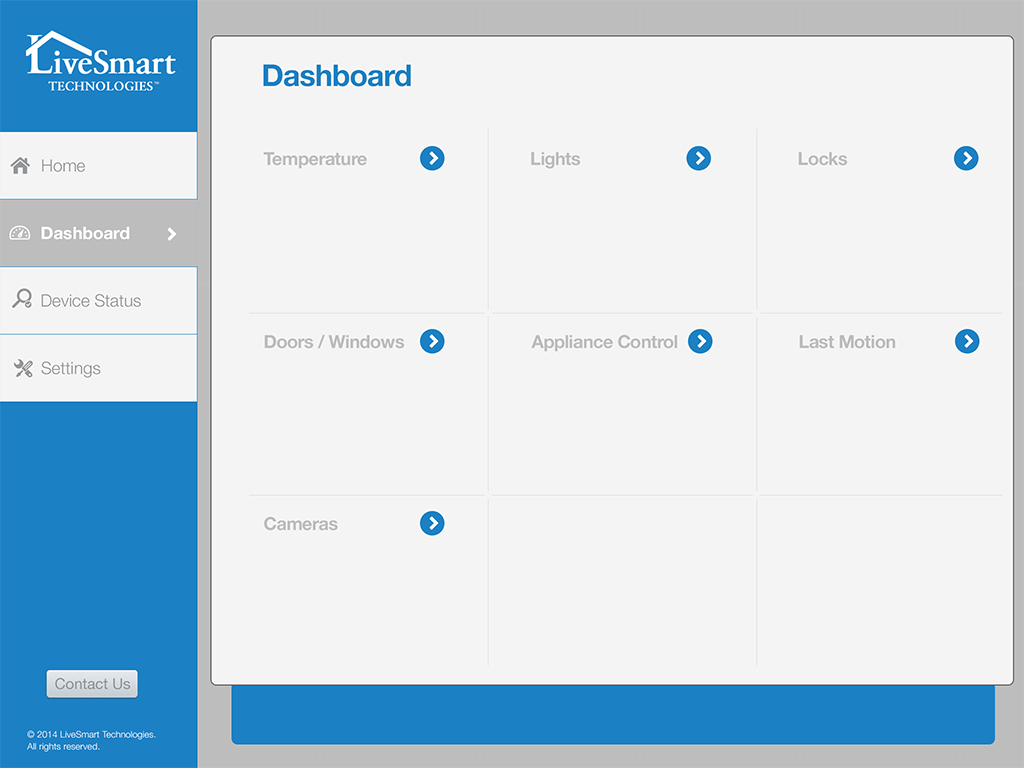 LiveSmart
TECHNOLOGIES™
Home
Dashboard
Device Status
Settings
Contact Us
© 2014 LiveSmart Technologies.
All rights reserved.
Dashboard
Temperature
Lights
Locks
Doors / Windows
Appliance Control
Last Motion
Cameras